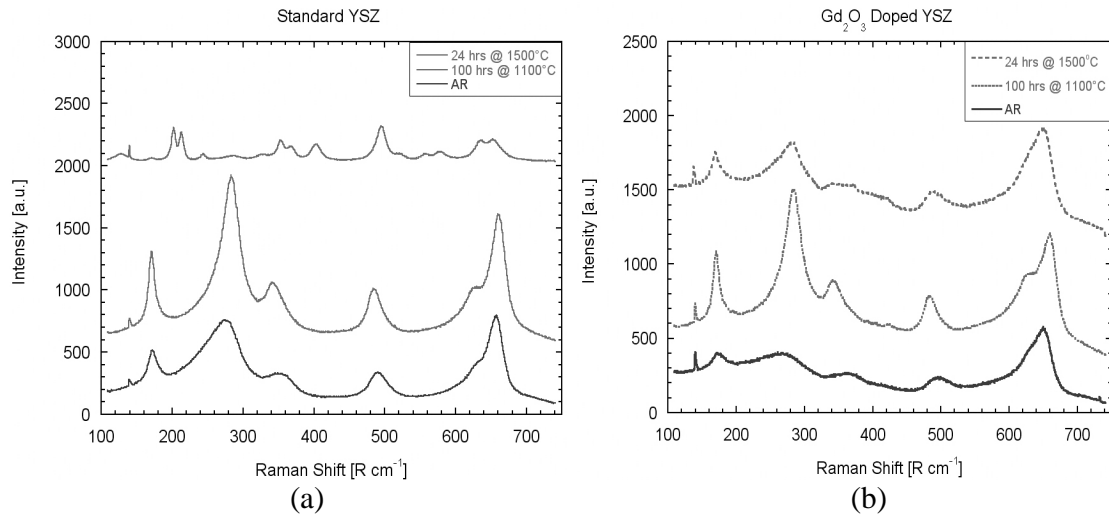 Standard YSZ
3000
2500
2000
1500
1000
500
0
Intensity [a.u.]
24 hrs @ 1500°C
100 hrs @ 1100°C
AR
100 200 300 400 500 600 700
Raman Shift [R cm⁻¹]
(a)
Gd₂O₃ Doped YSZ
2500
2000
1500
1000
500
0
Intensity [a.u.]
24 hrs @ 1500°C
100 hrs @ 1100°C
AR
100 200 300 400 500 600 700
Raman Shift [R cm⁻¹]
(b)